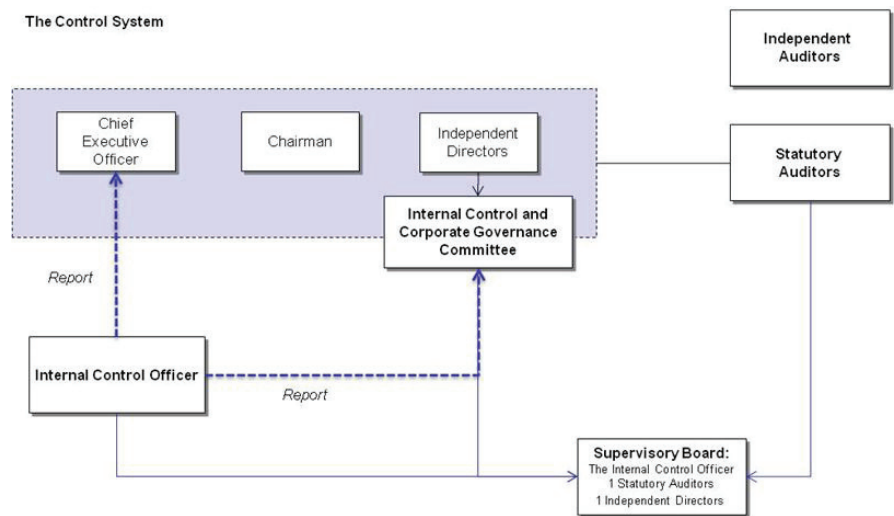 The Control System
Independent
Auditors
Chief
Executive
Officer
Chairman
Independent
Directors
Statutory
Auditors
Internal Control and
Corporate Governance
Committee
Report
Internal Control Officer
Report
Supervisory Board:
The Internal Control Officer
1 Statutory Auditors
1 Independent Directors